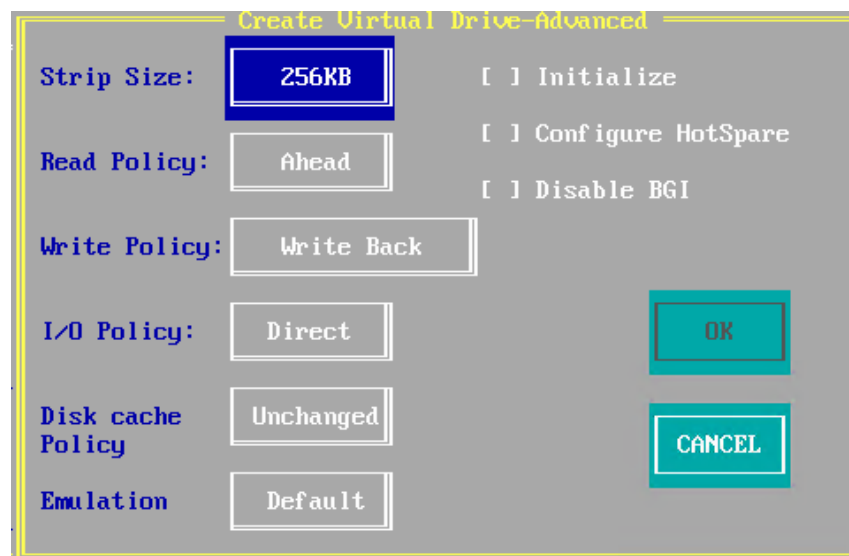 Create Virtual Drive-Advanced
Strip Size: 256KB [ ] Initialize
[ ] Configure HotSpare
Read Policy: Ahead
[ ] Disable BGI
Write Policy: Write Back
I/O Policy: Direct OK
Disk cache Unchanged
Policy CANCEL
Emulation Default